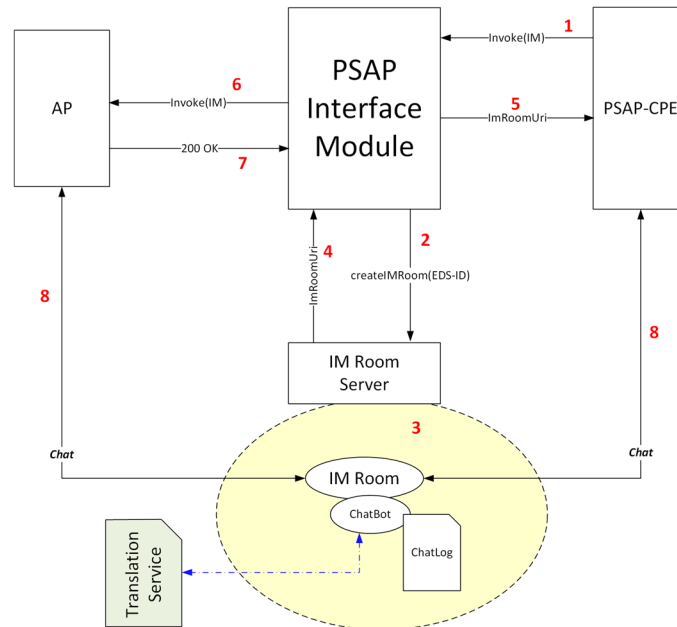 1
Invoke(IM)
PSAP
Interface
Module
AP
PSAP-CPE
6
Invoke(IM)
5
ImRoomUri
200 OK
7
4
ImRoomUri
2
createIMRoom(EDS-ID)
8
8
IM Room
Server
3
Chat
Chat
IM Room
ChatBot
ChatLog
Translation
Service